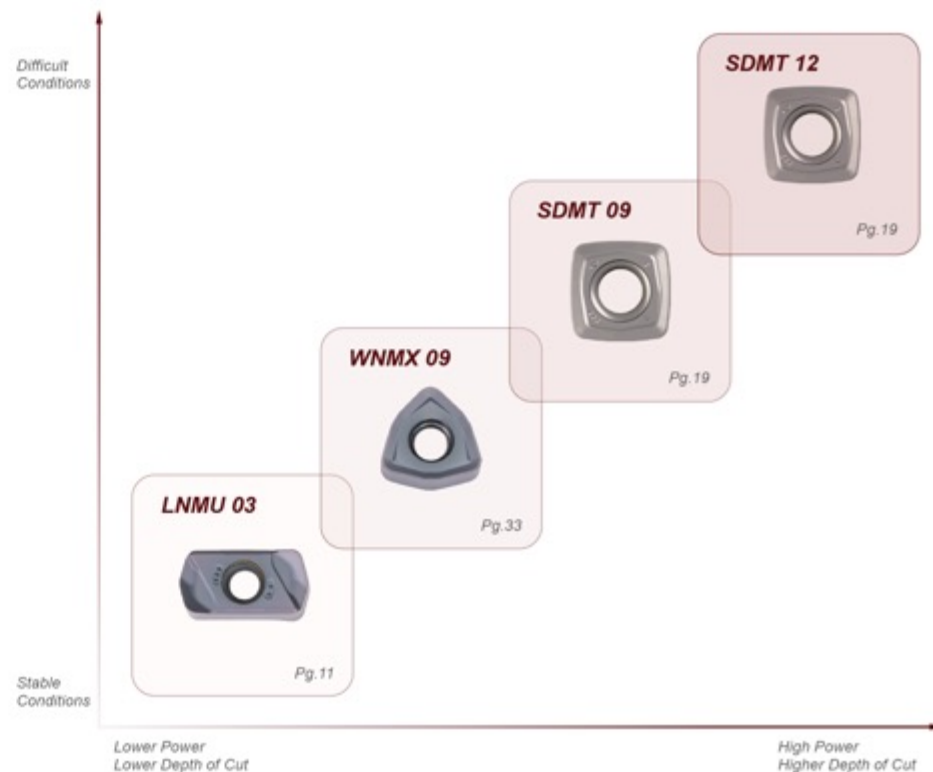 Difficult
Conditions
SDMT 12
Pg.19
SDMT 09
Pg.19
WNMX 09
Pg.33
LNMU 03
Pg.11
Stable
Conditions
Lower Power
Lower Depth of Cut
High Power
Higher Depth of Cut